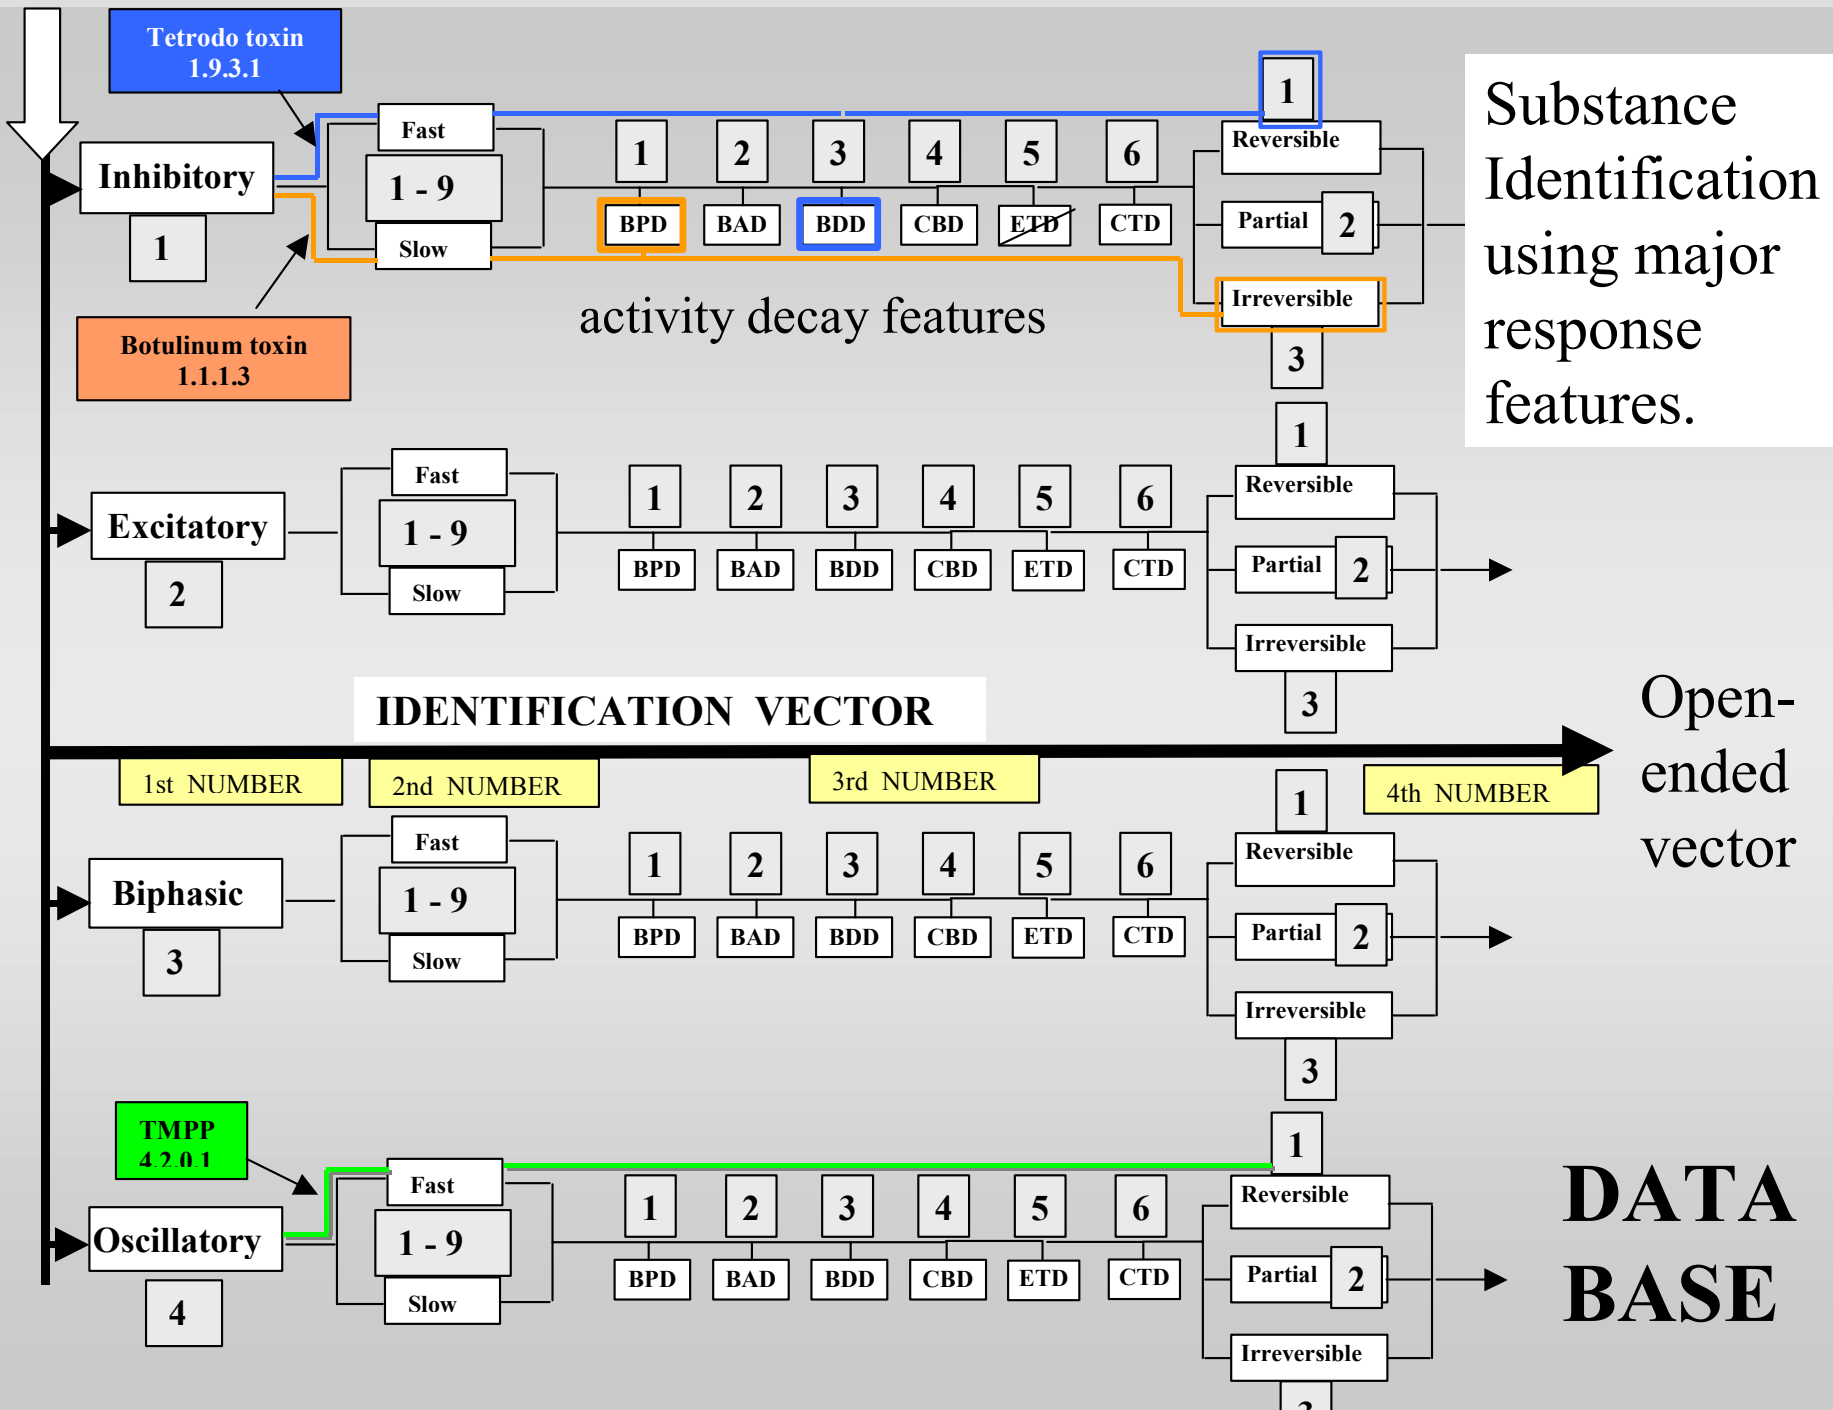 Tetrodo toxin
1.9.3.1
Inhibitory
1
Botulinum toxin
1.1.1.3
Fast
1 - 9
Slow
1 2 3 4 5 6
BPD BAD BDD CBD ETD CTD
activity decay features
1
Reversible
Partial 2
Irreversible
3
Substance
Identification
using major
response
features.
Excitatory
2
Fast
1 - 9
Slow
1 2 3 4 5 6
BPD BAD BDD CBD ETD CTD
1
Reversible
Partial 2
Irreversible
3
IDENTIFICATION VECTOR
1st NUMBER
2nd NUMBER
3rd NUMBER
4th NUMBER
Open-
ended
vector
Biphasic
3
Fast
1 - 9
Slow
1 2 3 4 5 6
BPD BAD BDD CBD ETD CTD
1
Reversible
Partial 2
Irreversible
3
TMPP
4.2.0.1
Oscillatory
4
Fast
1 - 9
Slow
1 2 3 4 5 6
BPD BAD BDD CBD ETD CTD
1
Reversible
Partial 2
Irreversible
3
DATA
BASE